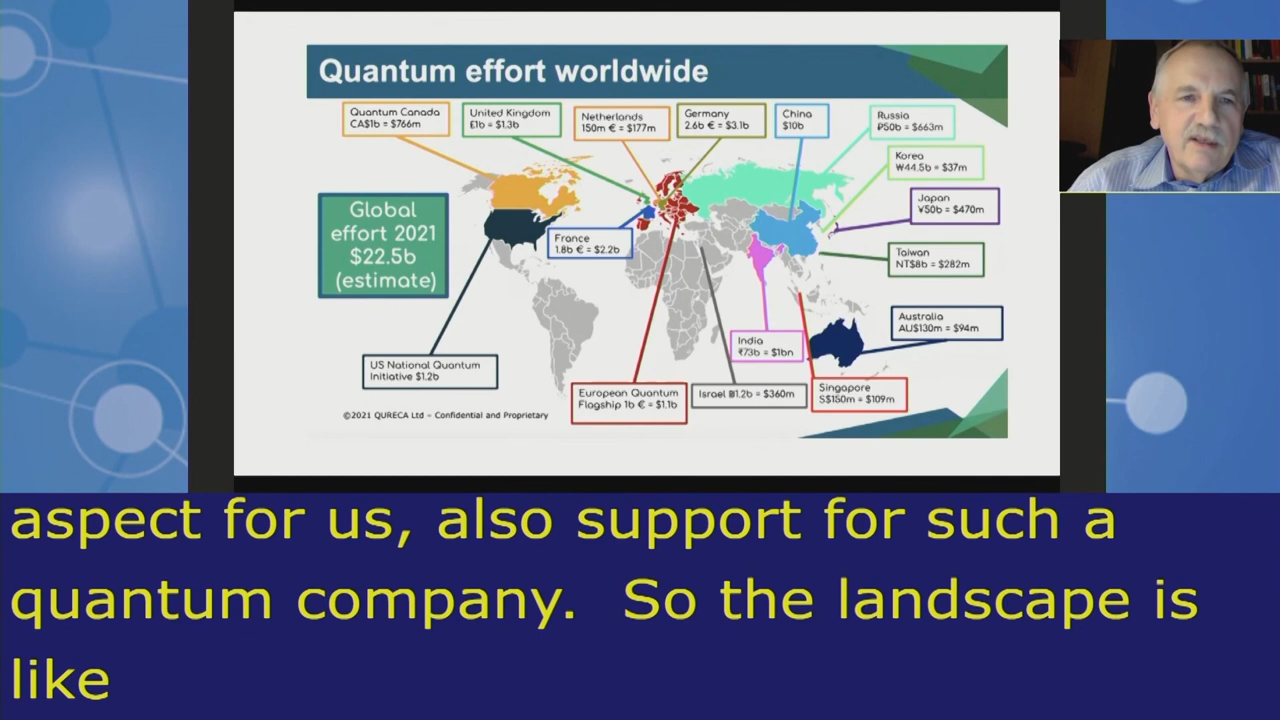 Quantum effort worldwide
Quantum Canada
CA$1b = $766m
United Kingdom
£1b = $1.3b
Netherlands
150m € = $177m
Germany
2.6b € = $3.1b
China
$10b
Russia
₽50b = $663m
Korea
₩44.5b = $37m
Japan
¥50b = $470m
Global
effort 2021
$22.5b
(estimate)
France
1.8b € = $2.2b
Taiwan
NT$8b = $282m
Australia
AU$130m = $94m
India
₹73b = $1bn
US National Quantum
Initiative $1.2b
European Quantum
Flagship 1b € = $1.1b
Israel ₪1.2b = $360m
Singapore
S$150m = $109m
©2021 QURECA Ltd – Confidential and Proprietary
aspect for us, also support for such a
quantum company.  So the landscape is
like